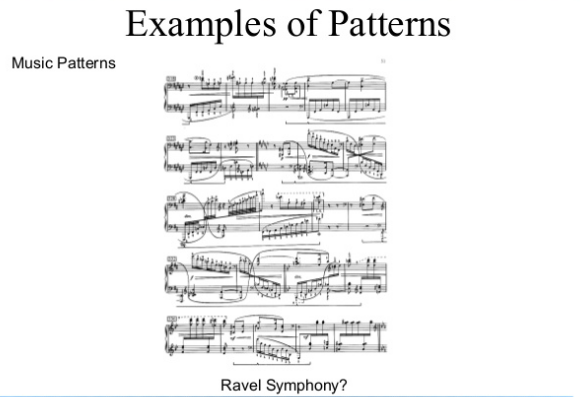 Examples of Patterns
Music Patterns
Ravel Symphony?